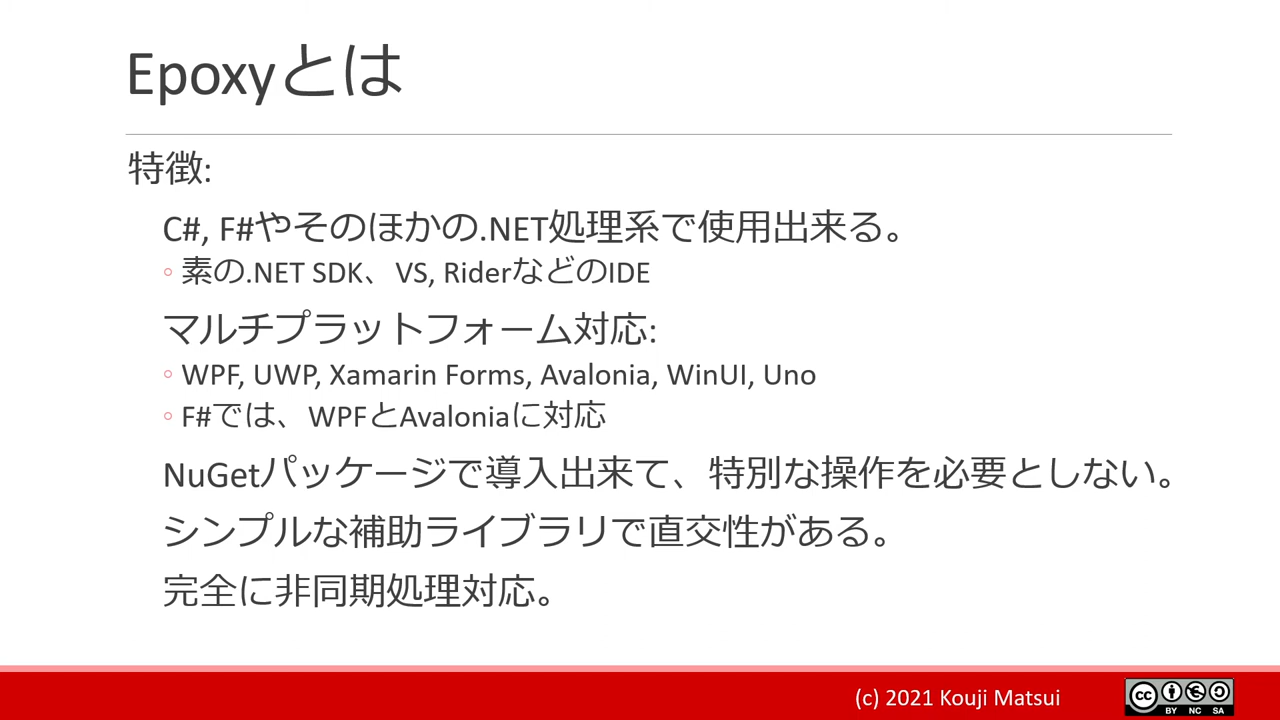 Epoxyとは
特徴:
C#, F#やそのほかの.NET処理系で使用出来る。
◦ 素の.NET SDK、VS, RiderなどのIDE
マルチプラットフォーム対応:
◦ WPF, UWP, Xamarin Forms, Avalonia, WinUI, Uno
◦ F#では、WPFとAvaloniaに対応
NuGetパッケージで導入出来て、特別な操作を必要としない。
シンプルな補助ライブラリで直交性がある。
完全に非同期処理対応。
(c) 2021 Kouji Matsui
cc
BY NC SA